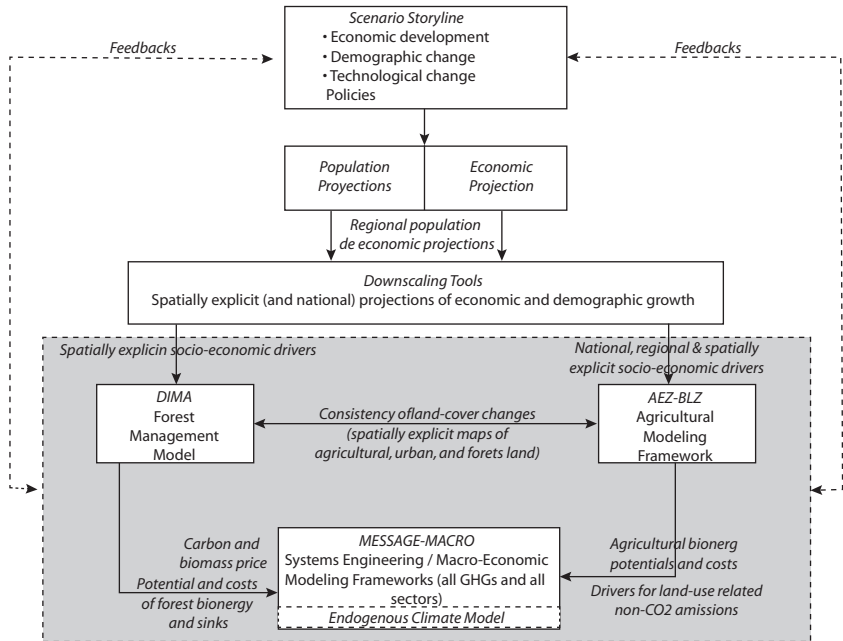 Scenario Storyline
• Economic development
• Demographic change
• Technological change
Policies
Feedbacks
Feedbacks
Population
Proyections
Economic
Projection
Regional population
de economic projections
Downscaling Tools
Spatially explicit (and national) projections of economic and demographic growth
Spatially explicin socio-economic drivers
National, regional & spatially
explicit socio-economic drivers
DIMA
Forest
Management
Model
Consistency ofland-cover changes
(spatially explicit maps of
agricultural, urban, and forets land)
AEZ-BLZ
Agricultural
Modeling
Framework
Carbon and
biomass price
Potential and costs
of forest bionergy
and sinks
MESSAGE-MACRO
Systems Engineering / Macro-Economic
Modeling Frameworks (all GHGs and all
sectors)
Endogenous Climate Model
Agricultural bionerg
potentials and costs
Drivers for land-use related
non-CO2 amissions